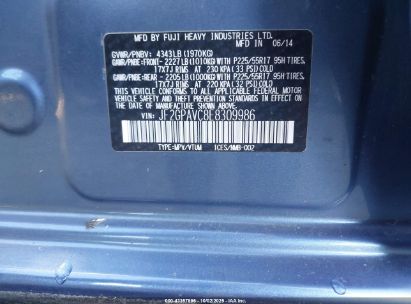 MFD BY FUJI HEAVY INDUSTRIES LTD. IN 06/14
GVWR/PNBV: 4343LB (1970KG)
GAWR/PNBE:FRONT- 2227LB(1010KG) WITH P225/55R17 95H TIRES
17X7J RIMS, AT 230 KPA (33 PSI) COLD
GAWR/PNBE:REAR - 2205LB(1000KG) WITH P225/55R17 95H TIRES
17X7J RIMS, AT 220 KPA (32 PSI) COLD
THIS VEHICLE CONFORMS TO ALL APPLICABLE FEDERAL MOTOR
VEHICLE SAFETY STANDARDS IN EFFECT ON THE DATE
OF MANUFACTURE SHOWN ABOVE.
VIN: JF2GPAVC8E8309986
TYPE:MPV/VTUM ICES/NMB-002